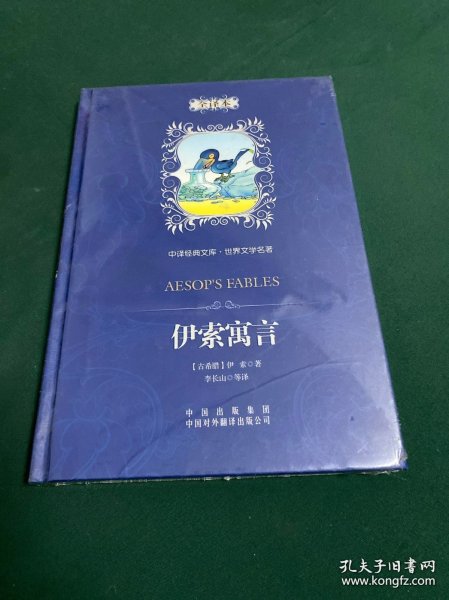 全译本
中译经典文库·世界文学名著
AESOP'S FABLES
伊索寓言
【古希腊】伊 索◎著
李长山◎等译
中国出版集团
中国对外翻译出版公司
孔夫子旧书网
www.kongfz.com